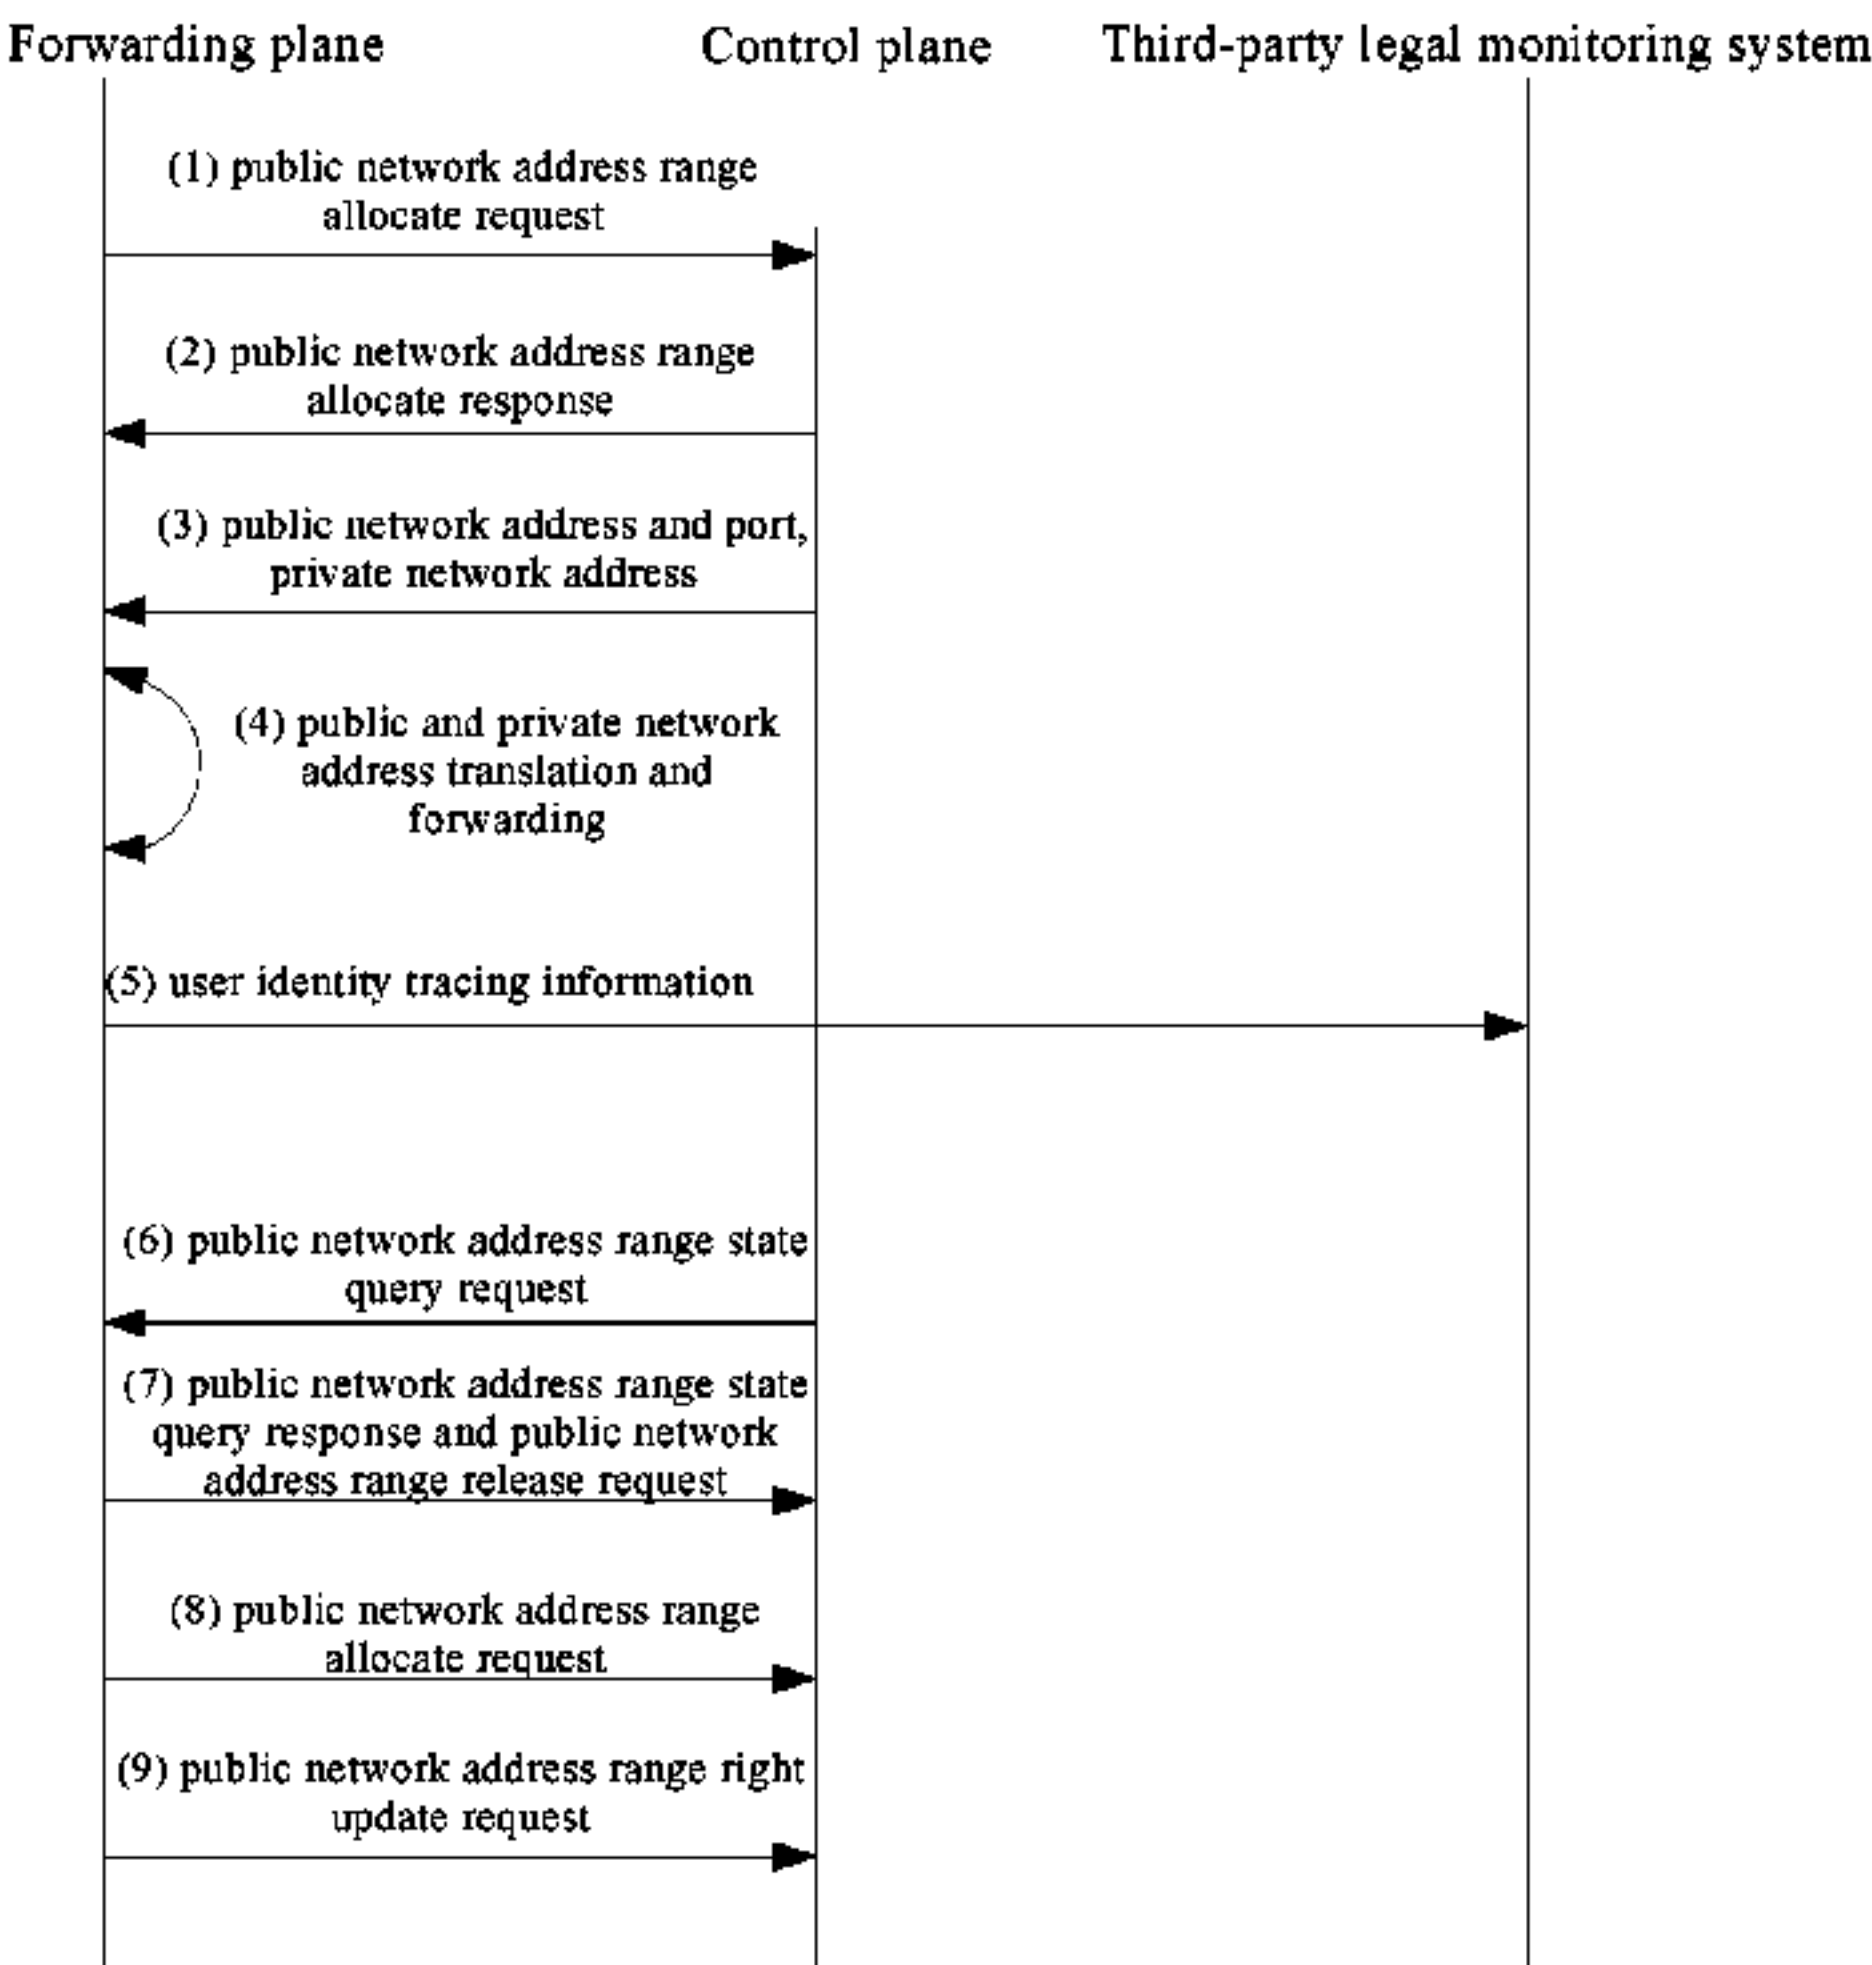 Forwarding plane Control plane Third-party legal monitoring system
(1) public network address range
allocate request
(2) public network address range
allocate response
(3) public network address and port,
private network address
(4) public and private network
address translation and
forwarding
(5) user identity tracing information
(6) public network address range state
query request
(7) public network address range state
query response and public network
address range release request
(8) public network address range
allocate request
(9) public network address range right
update request